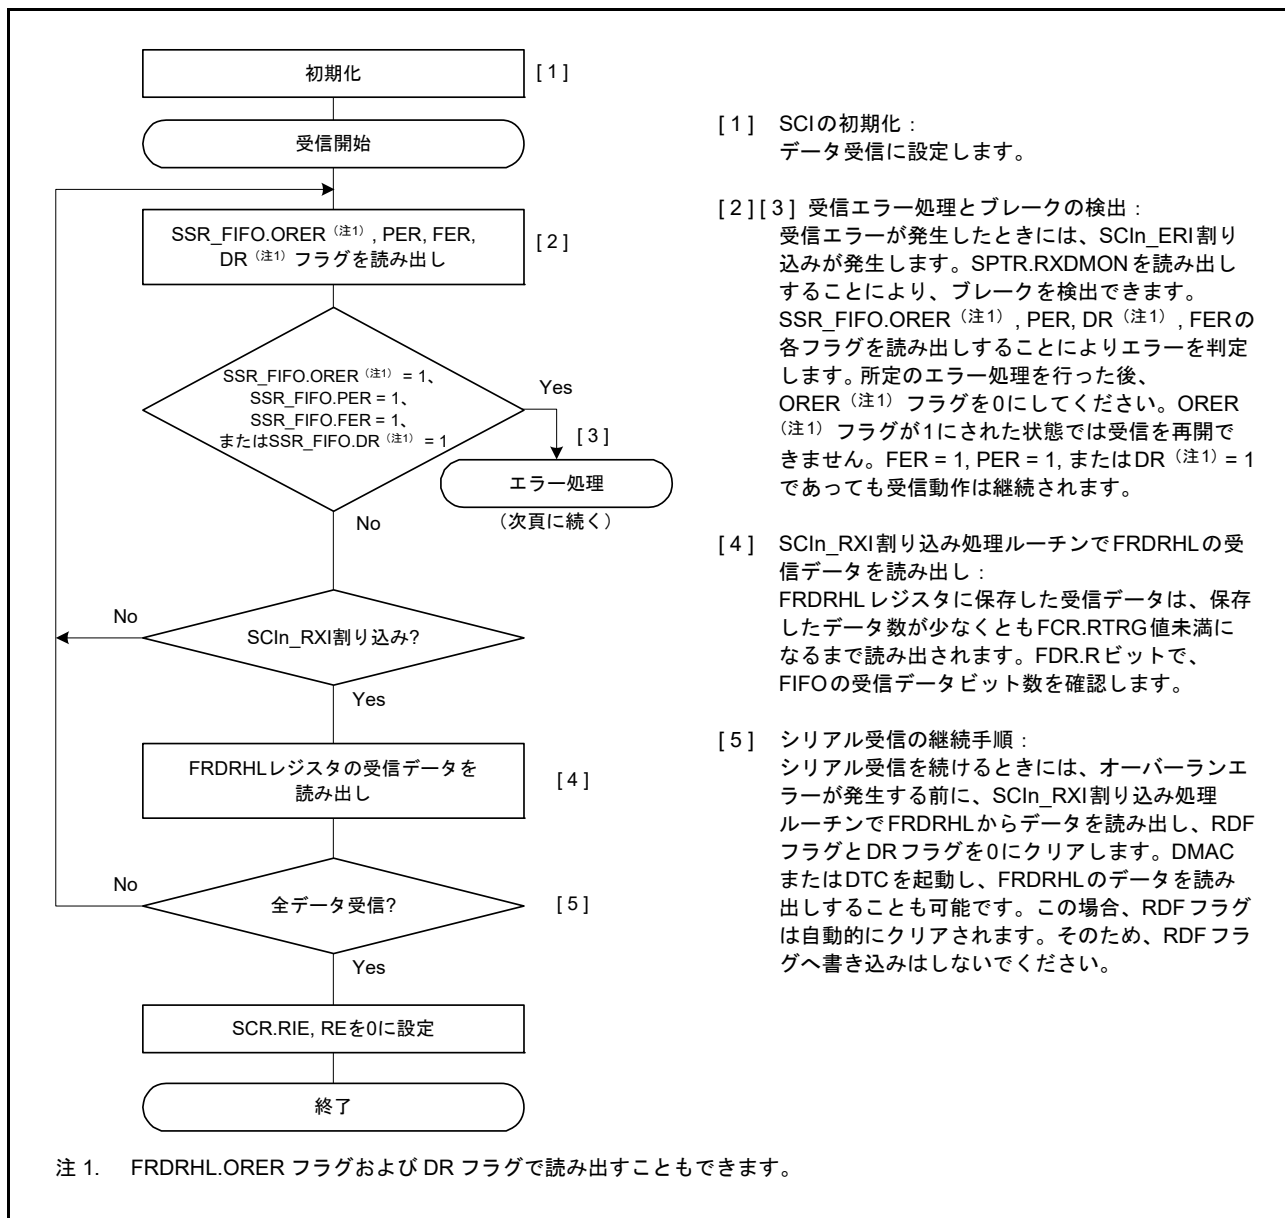 初期化
[ 1 ]
受信開始
SSR_FIFO.ORER（注1）, PER, FER,
DR（注1）フラグを読み出し
[ 2 ]
SSR_FIFO.ORER（注1）= 1、
SSR_FIFO.PER = 1、
SSR_FIFO.FER = 1、
またはSSR_FIFO.DR（注1）= 1
Yes
[ 3 ]
エラー処理
（次頁に続く）
No
SCIn_RXI割り込み?
No
Yes
FRDRHLレジスタの受信データを
読み出し
[ 4 ]
全データ受信?
No
[ 5 ]
Yes
SCR.RIE, REを0に設定
終了
[ 1 ] SCIの初期化：
データ受信に設定します。
[ 2 ] [ 3 ] 受信エラー処理とブレークの検出：
受信エラーが発生したときには、SCIn_ERI割り
込みが発生します。SPTR.RXDMONを読み出し
することにより、ブレークを検出できます。
SSR_FIFO.ORER（注1）, PER, DR（注1）, FERの
各フラグを読み出しすることによりエラーを判定
します。所定のエラー処理を行った後、
ORER（注1）フラグを0にしてください。ORER
（注1）フラグが1にされた状態では受信を再開で
きません。FER = 1, PER = 1, またはDR（注1）= 1
であっても受信動作は継続されます。
[ 4 ] SCIn_RXI割り込み処理ルーチンでFRDRHLの受
信データを読み出し：
FRDRHLレジスタに保存した受信データは、保存
したデータ数が少なくともFCR.RTRG値未満に
なるまで読み出されます。FDR.Rビットで、
FIFOの受信データビット数を確認します。
[ 5 ] シリアル受信の継続手順：
シリアル受信を続けるときには、オーバーランエ
ラーが発生する前に、SCIn_RXI割り込み処理
ルーチンでFRDRHLからデータを読み出し、RDF
フラグとDRフラグを0にクリアします。DMAC
またはDTCを起動し、FRDRHLのデータを読み
出しすることも可能です。この場合、RDFフラグ
は自動的にクリアされます。そのため、RDFフラ
グへ書き込みはしないでください。
注 1. FRDRHL.ORER フラグおよび DR フラグで読み出すこともできます。